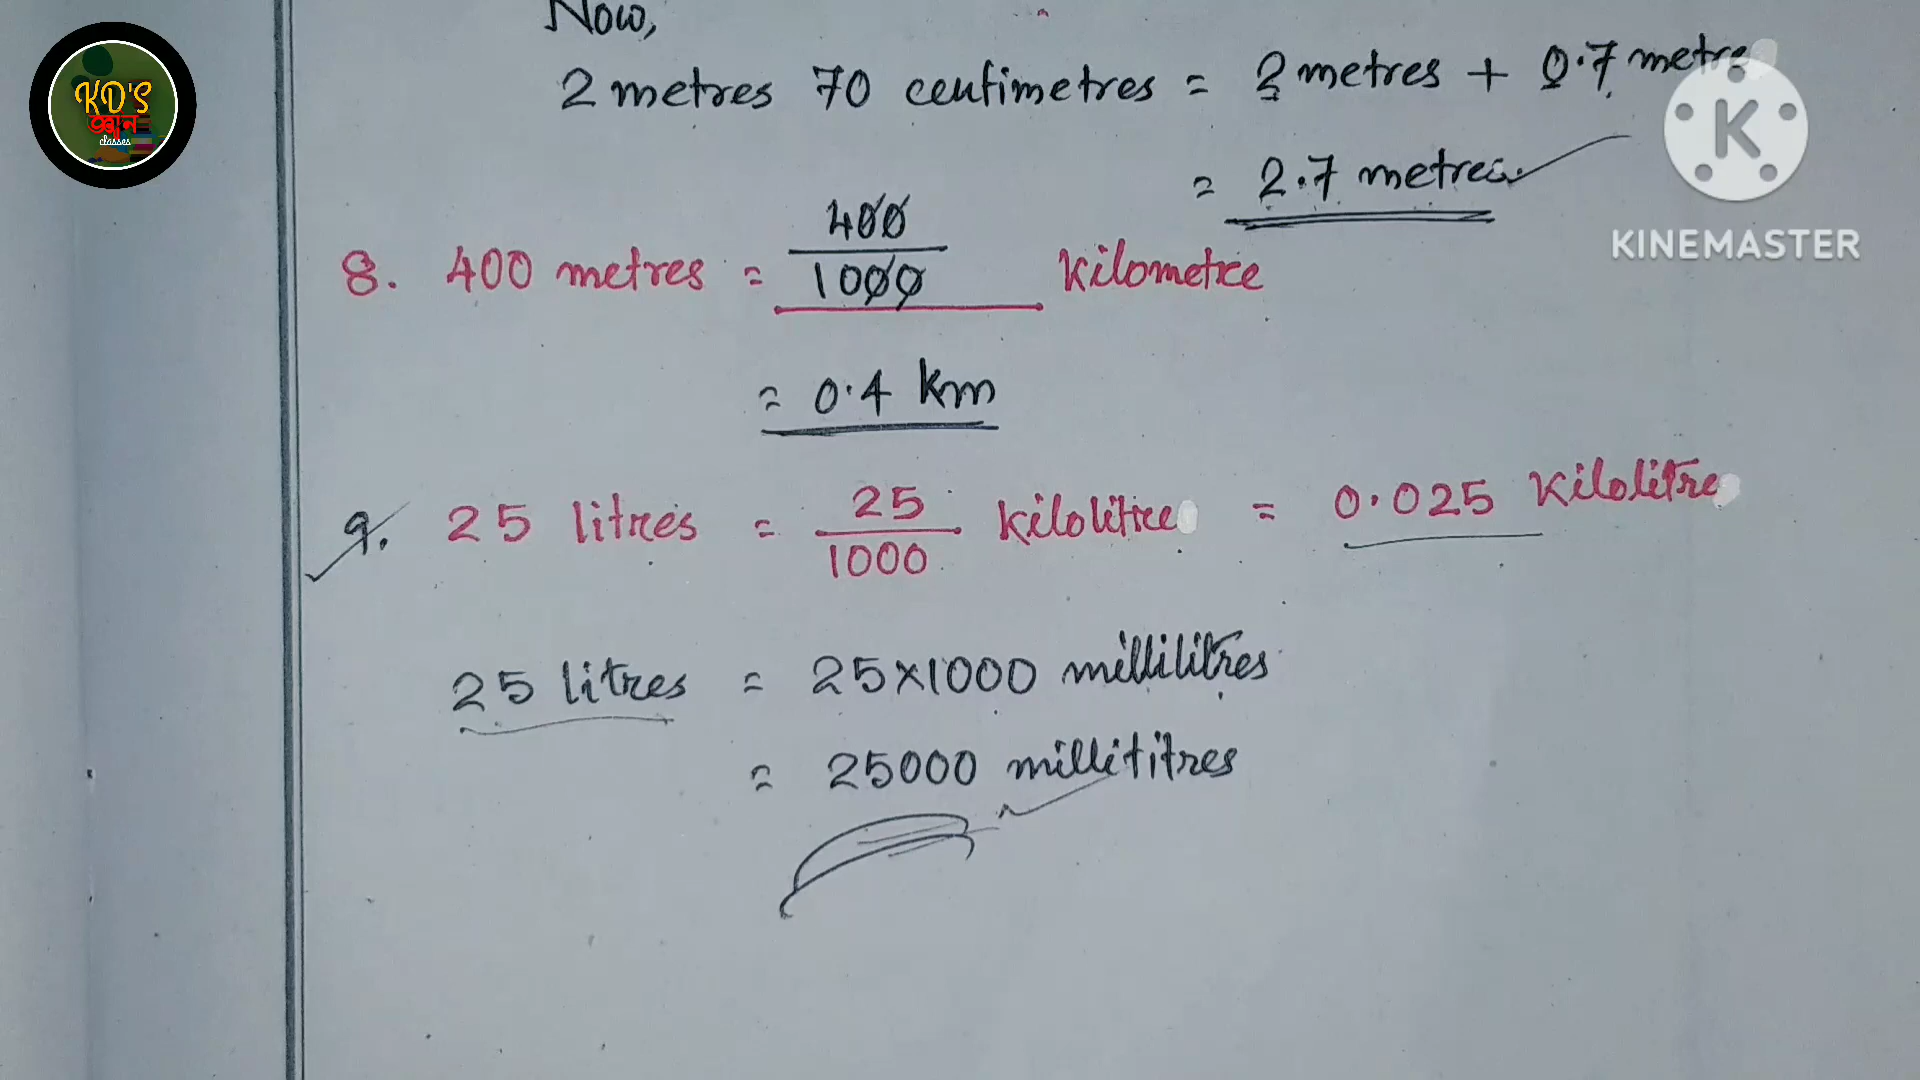 KD'S
জ্ঞান
classes
Now,
2 metres 70 centimetres = 2 metres + 0.7 metre
= 2.7 metres.
K
KINEMASTER
8. 400 metres = 400/1000 kilometre
= 0.4 km
9. 25 litres = 25/1000 kilolitre = 0.025 kilolitre
25 litres = 25×1000 millilitres
= 25000 millititres